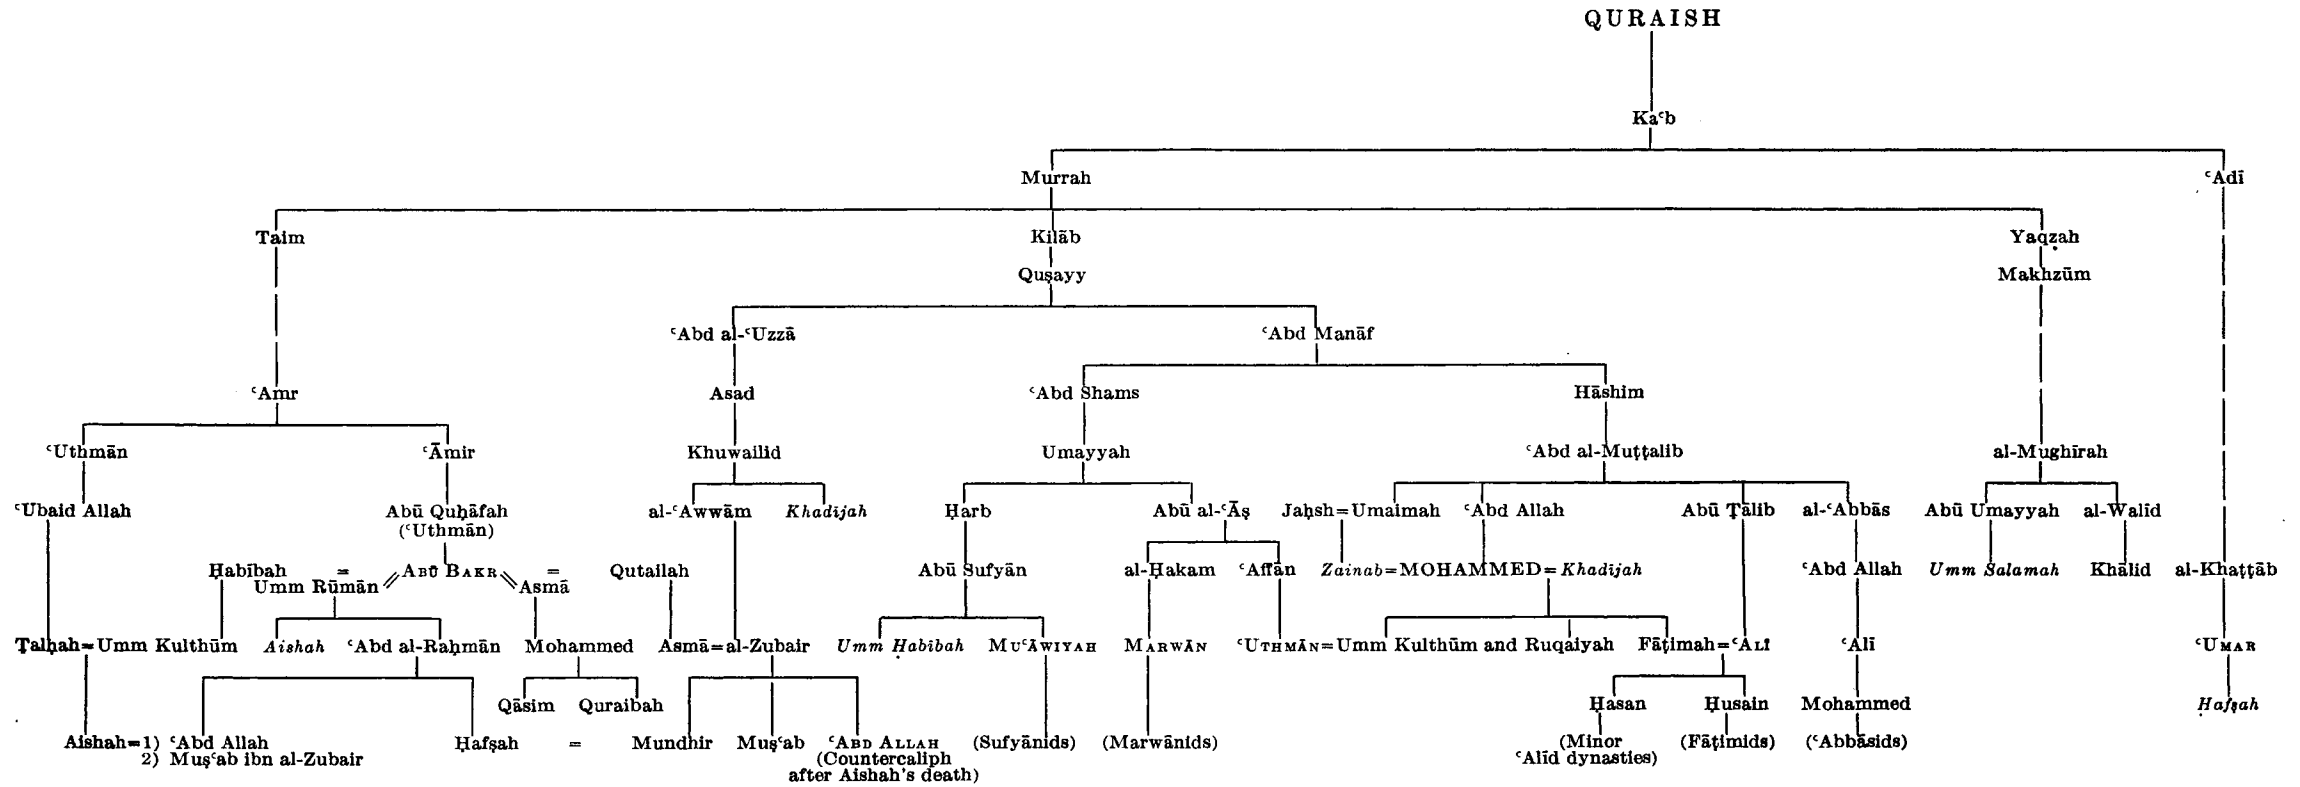 QURAISH
Kaʿb
Murrah ʿAdī
Taim Kilāb Yaqẓah
Quṣayy Makhzūm
ʿAbd al-ʿUzzā ʿAbd Manāf
ʿAmr Asad ʿAbd Shams Hāshim
ʿUthmān ʿĀmir Khuwailid Umayyah ʿAbd al-Muṭṭalib al-Mughīrah
ʿUbaid Allah Abū Quḥāfah al-ʿAwwām Khadijah Ḥarb Abū al-ʿĀṣ Jaḥsh=Umaimah ʿAbd Allah Abū Ṭālib al-ʿAbbās Abū Umayyah al-Walīd
(ʿUthmān)
Ḥabībah = ABŪ BAKR = Qutailah Abū Sufyān al-Ḥakam ʿAffān Zainab=MOHAMMED=Khadijah ʿAbd Allah Umm Salamah Khālid al-Khaṭṭāb
Umm Rūmān Asmā
Ṭalḥah=Umm Kulthūm Aishah ʿAbd al-Raḥmān Mohammed Asmā=al-Zubair Umm Ḥabibah MUʿĀWIYAH MARWĀN ʿUTHMĀN=Umm Kulthūm and Ruqaiyah Fāṭimah=ʿALĪ ʿAlī ʿUMAR
Qāsim Quraibah Ḥasan Ḥusain Mohammed Ḥafṣah
Aishah=1) ʿAbd Allah Ḥafṣah = Mundhir Muṣʿab ʿABD ALLAH (Sufyānids) (Marwānids) (Minor (Fāṭimids) (ʿAbbāsids)
2) Muṣʿab ibn al-Zubair (Countercaliph ʿAlīd dynasties)
after Aishah's death)